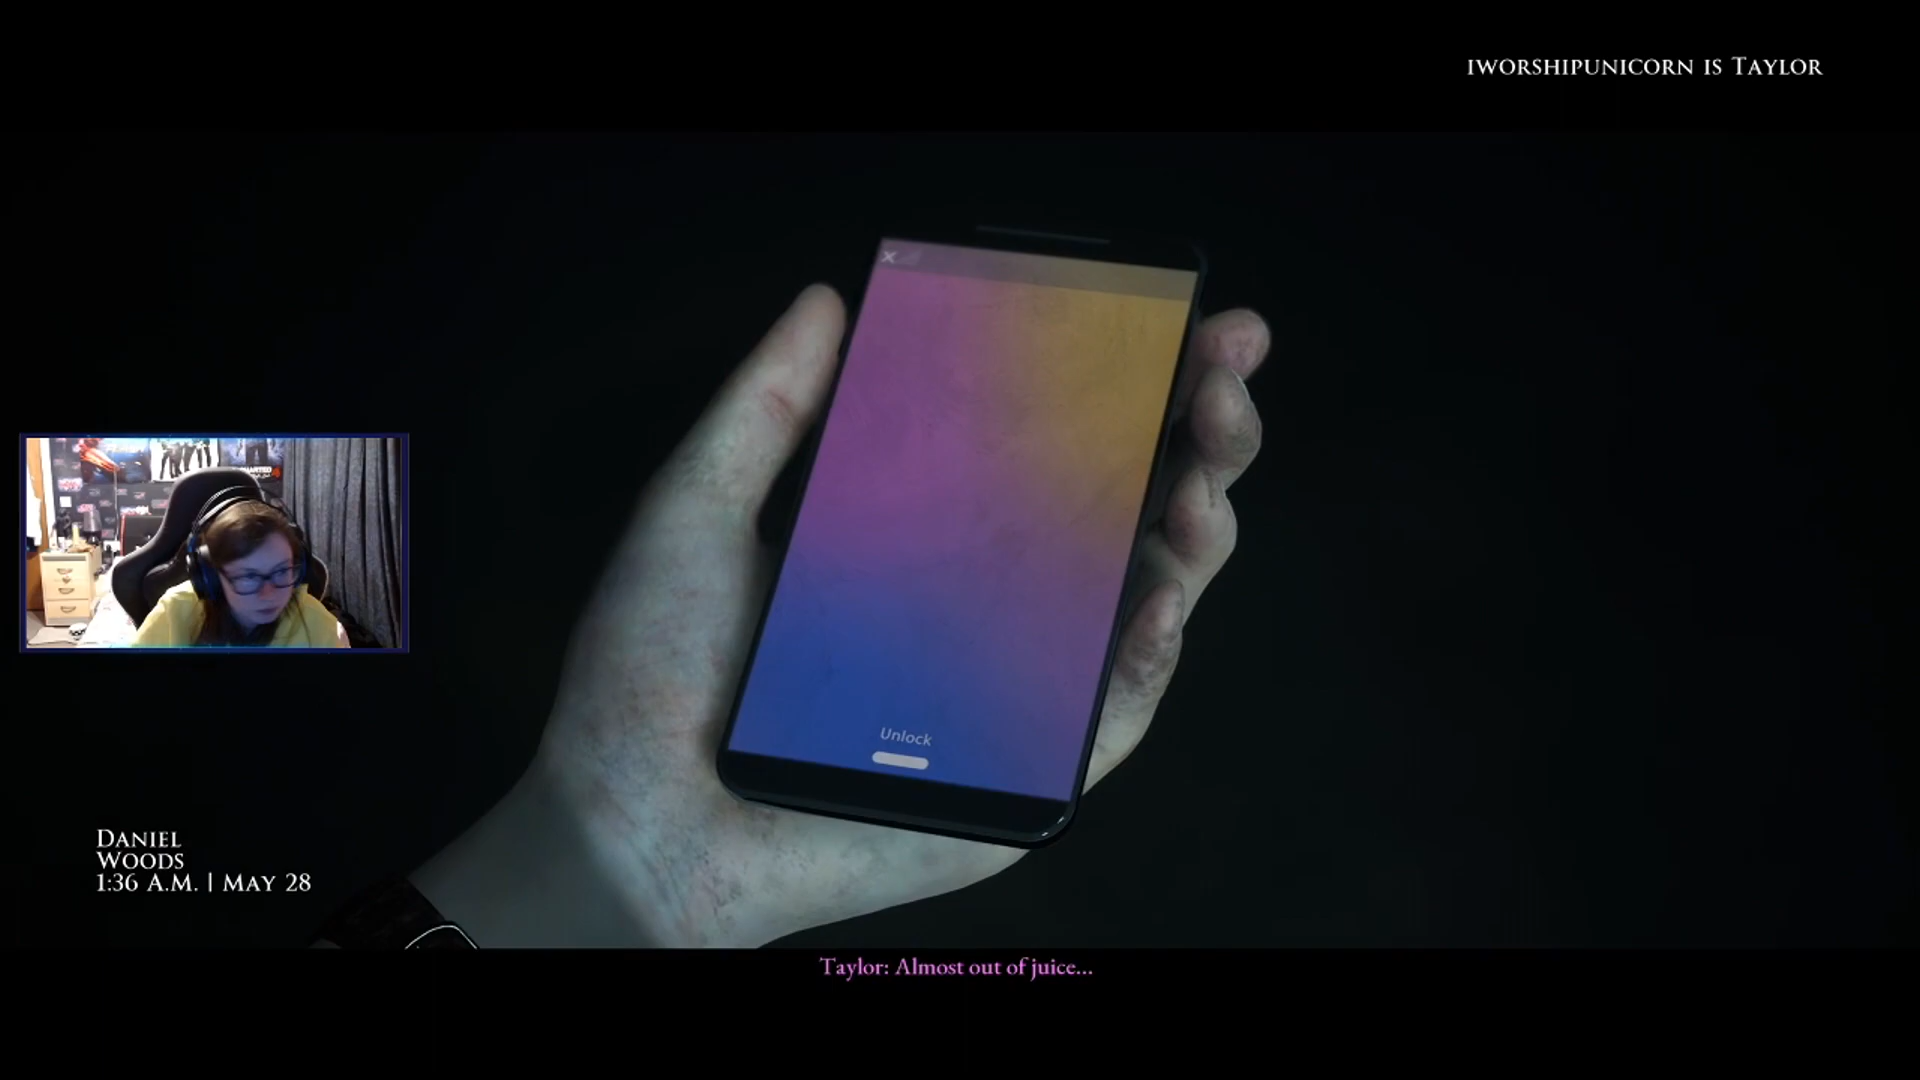 iworshipunicorn is Taylor
Unlock
Daniel
Woods
1:36 A.M. | May 28
Taylor: Almost out of juice...